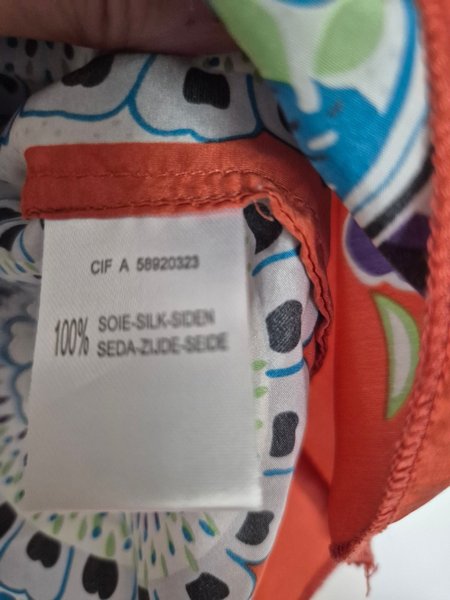 CIF A 58920323
100% SOIE-SILK-SIDEN
SEDA-ZIJDE-SEIDE